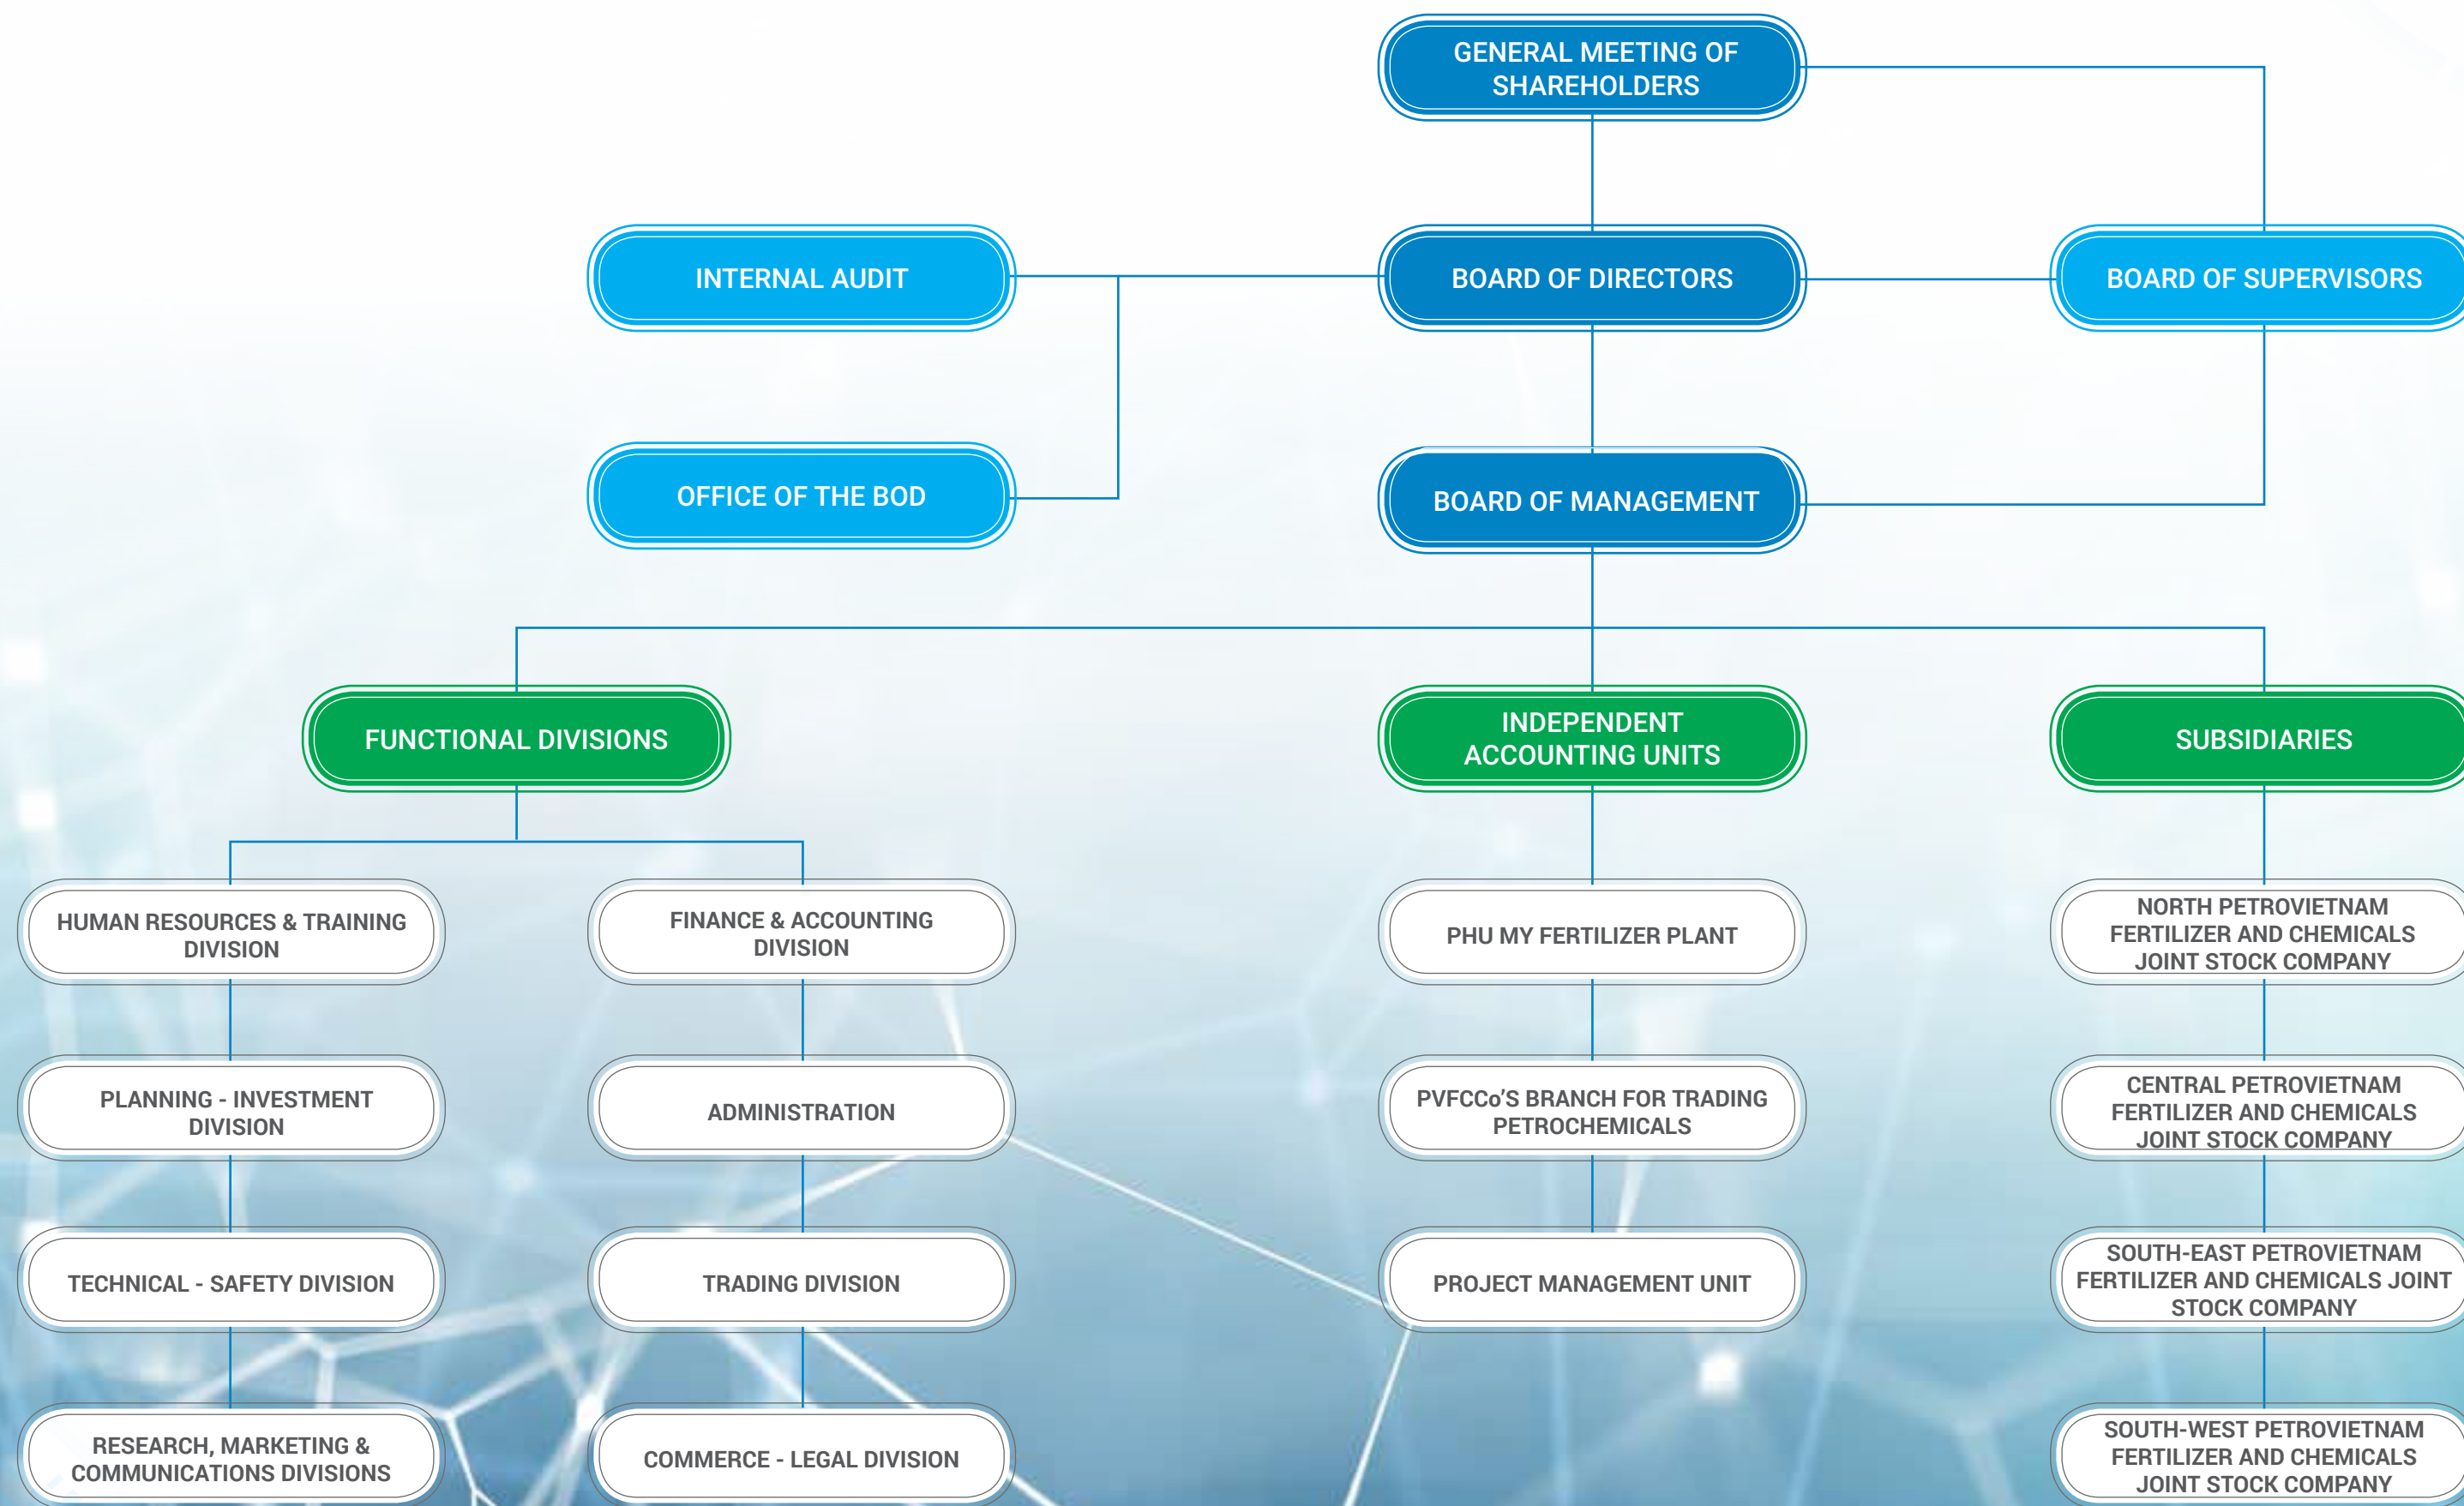 GENERAL MEETING OF
SHAREHOLDERS
INTERNAL AUDIT
BOARD OF DIRECTORS
BOARD OF SUPERVISORS
OFFICE OF THE BOD
BOARD OF MANAGEMENT
FUNCTIONAL DIVISIONS
INDEPENDENT
ACCOUNTING UNITS
SUBSIDIARIES
HUMAN RESOURCES & TRAINING
DIVISION
FINANCE & ACCOUNTING
DIVISION
PHU MY FERTILIZER PLANT
NORTH PETROVIETNAM
FERTILIZER AND CHEMICALS
JOINT STOCK COMPANY
PLANNING - INVESTMENT
DIVISION
ADMINISTRATION
PVFCCo'S BRANCH FOR TRADING
PETROCHEMICALS
CENTRAL PETROVIETNAM
FERTILIZER AND CHEMICALS
JOINT STOCK COMPANY
TECHNICAL - SAFETY DIVISION
TRADING DIVISION
PROJECT MANAGEMENT UNIT
SOUTH-EAST PETROVIETNAM
FERTILIZER AND CHEMICALS JOINT
STOCK COMPANY
RESEARCH, MARKETING &
COMMUNICATIONS DIVISIONS
COMMERCE - LEGAL DIVISION
SOUTH-WEST PETROVIETNAM
FERTILIZER AND CHEMICALS
JOINT STOCK COMPANY